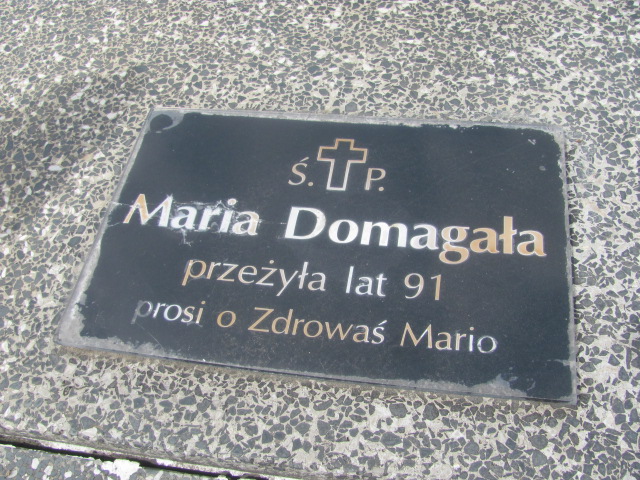 Ś. P.
Maria Domagała
przeżyła lat 91
prosi o Zdrowaś Mario